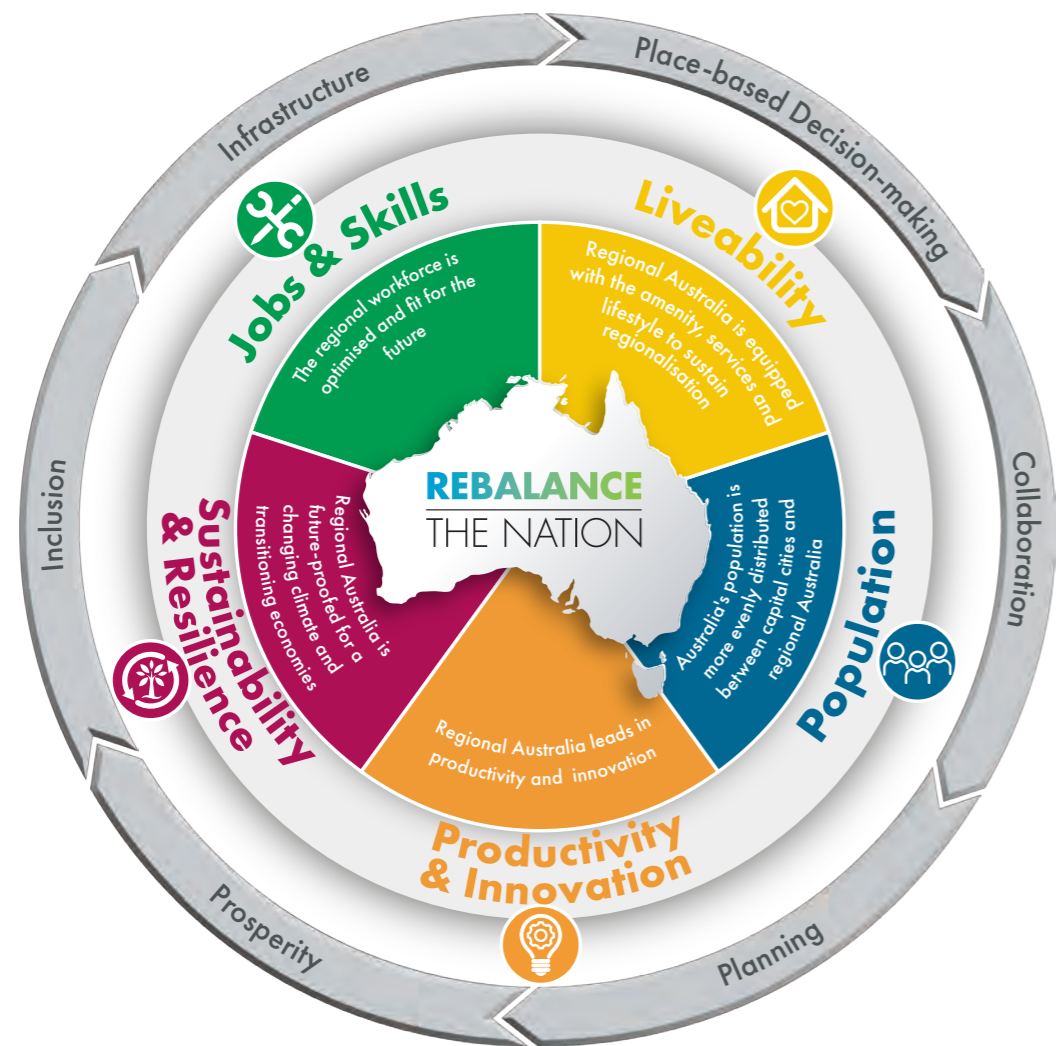 Infrastructure
Place-based Decision-making
Collaboration
Planning
Prosperity
Inclusion
Jobs & Skills
The regional workforce is
optimised and fit for the
future
Liveability
Regional Australia is equipped
with the amenity, services and
lifestyle to sustain
regionalisation
Population
Australia's population is
more evenly distributed
between capital cities and
regional Australia
Productivity
& Innovation
Regional Australia leads in
productivity and innovation
Sustainability
& Resilience
Regional Australia is
future-proofed for a
changing climate and
transitioning economies
REBALANCE
THE NATION